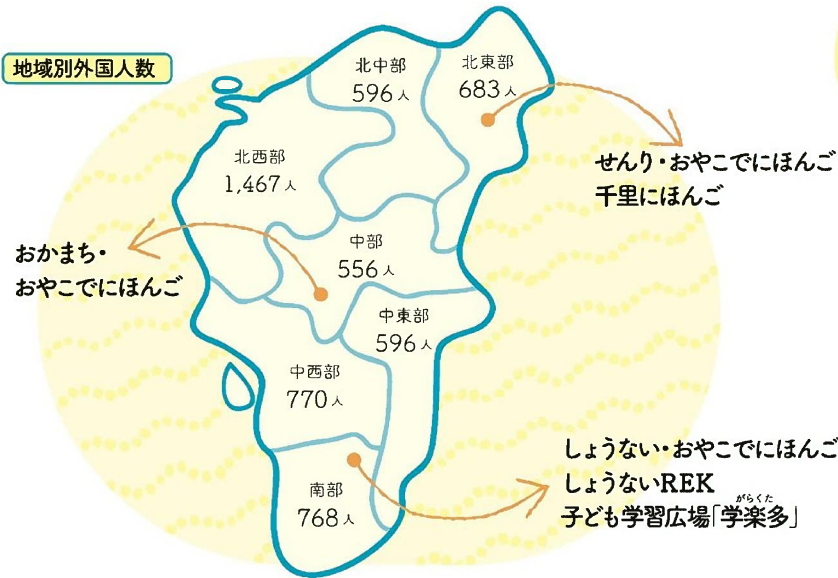 地域別外国人数
北中部
596人
北東部
683人
北西部
1,467人
せんり・おやこでにほんご
千里にほんご
中部
556人
おかまち・
おやこでにほんご
中東部
596人
中西部
770人
南部
768人
しょうない・おやこでにほんご
しょうないREK
がらくた
子ども学習広場「学楽多」